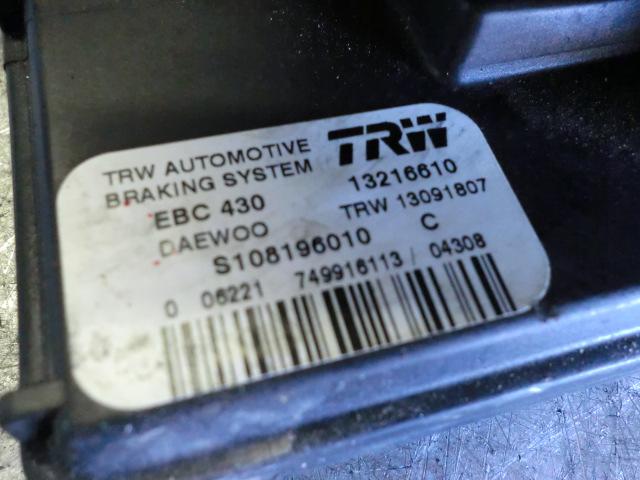 TRW AUTOMOTIVE TRW
BRAKING SYSTEM 13216610
EBC 430 TRW 13091807
DAEWOO C
S108196010
0 06221 749916113/04308